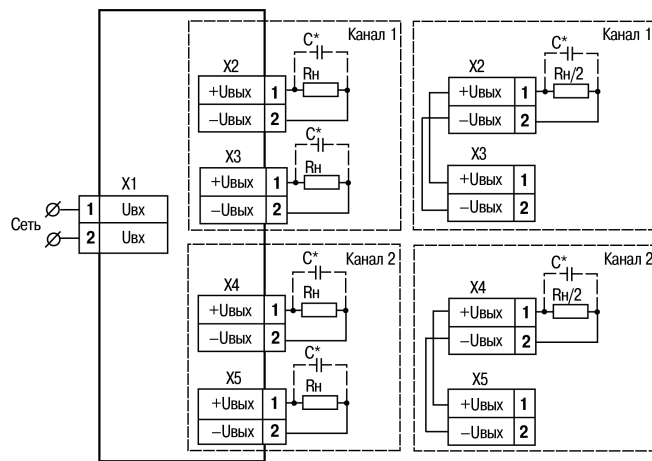 Сеть
X1
1 Uвх
2 Uвх
Канал 1
C*
X2
Rн
+Uвых 1
−Uвых 2
C*
X3
Rн
+Uвых 1
−Uвых 2
Канал 2
C*
X4
Rн
+Uвых 1
−Uвых 2
C*
X5
Rн
+Uвых 1
−Uвых 2
Канал 1
C*
X2
Rн/2
+Uвых 1
−Uвых 2
X3
+Uвых 1
−Uвых 2
Канал 2
C*
X4
Rн/2
+Uвых 1
−Uвых 2
X5
+Uвых 1
−Uвых 2